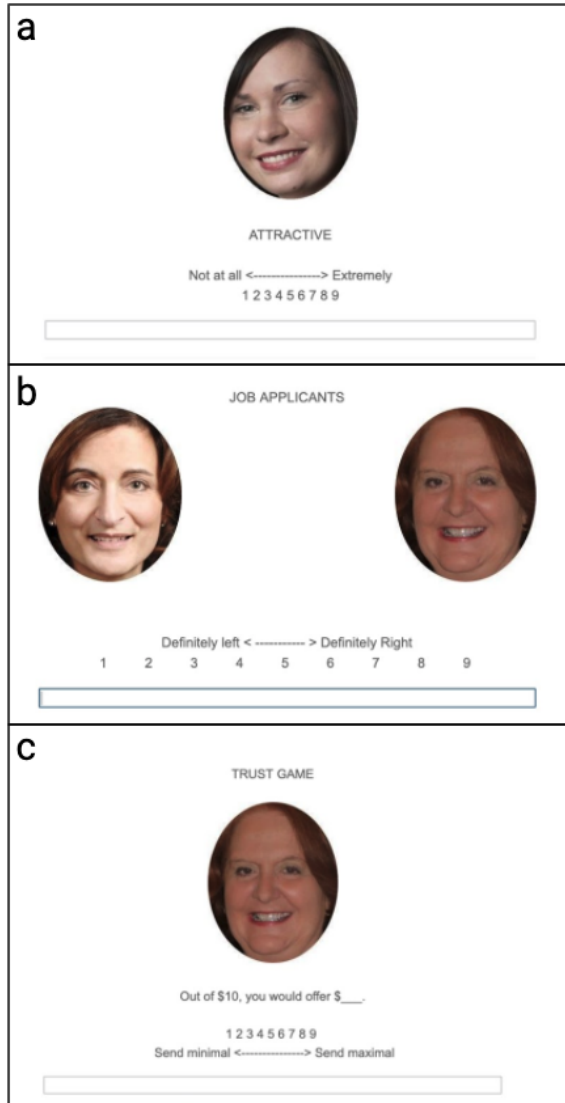 a
ATTRACTIVE
Not at all <---------------> Extremely
1 2 3 4 5 6 7 8 9
b
JOB APPLICANTS
Definitely left < ----------- > Definitely Right
1 2 3 4 5 6 7 8 9
c
TRUST GAME
Out of $10, you would offer $___.
1 2 3 4 5 6 7 8 9
Send minimal <---------------> Send maximal